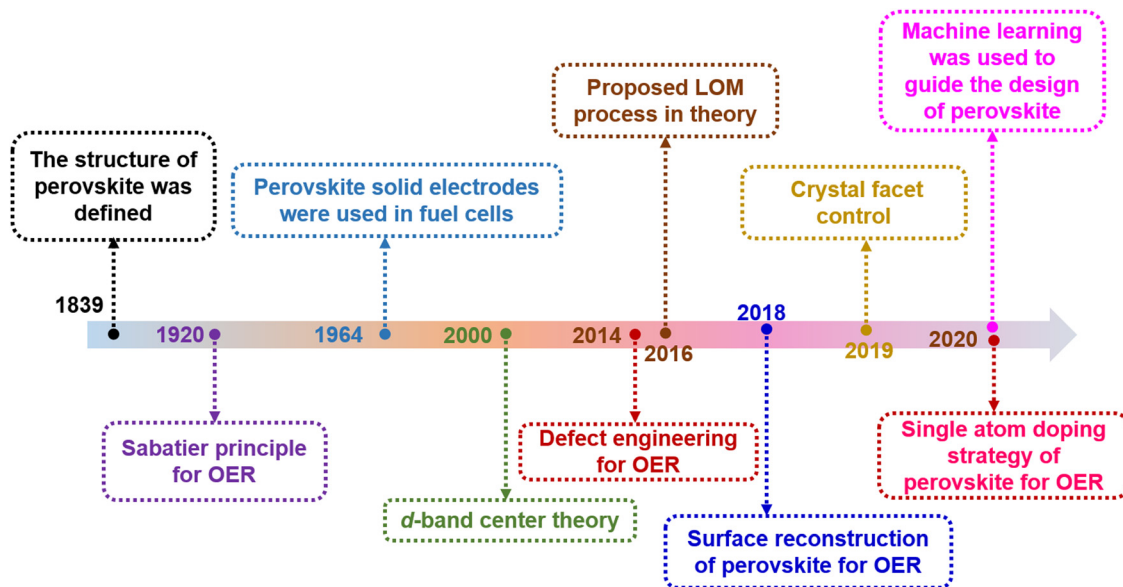 Machine learning
was used to
guide the design
of perovskite
Proposed LOM
process in theory
The structure of
perovskite was
defined
Perovskite solid electrodes
were used in fuel cells
Crystal facet
control
1839
1920
1964
2000
2014
2016
2018
2019
2020
Sabatier principle
for OER
d-band center theory
Defect engineering
for OER
Surface reconstruction
of perovskite for OER
Single atom doping
strategy of
perovskite for OER